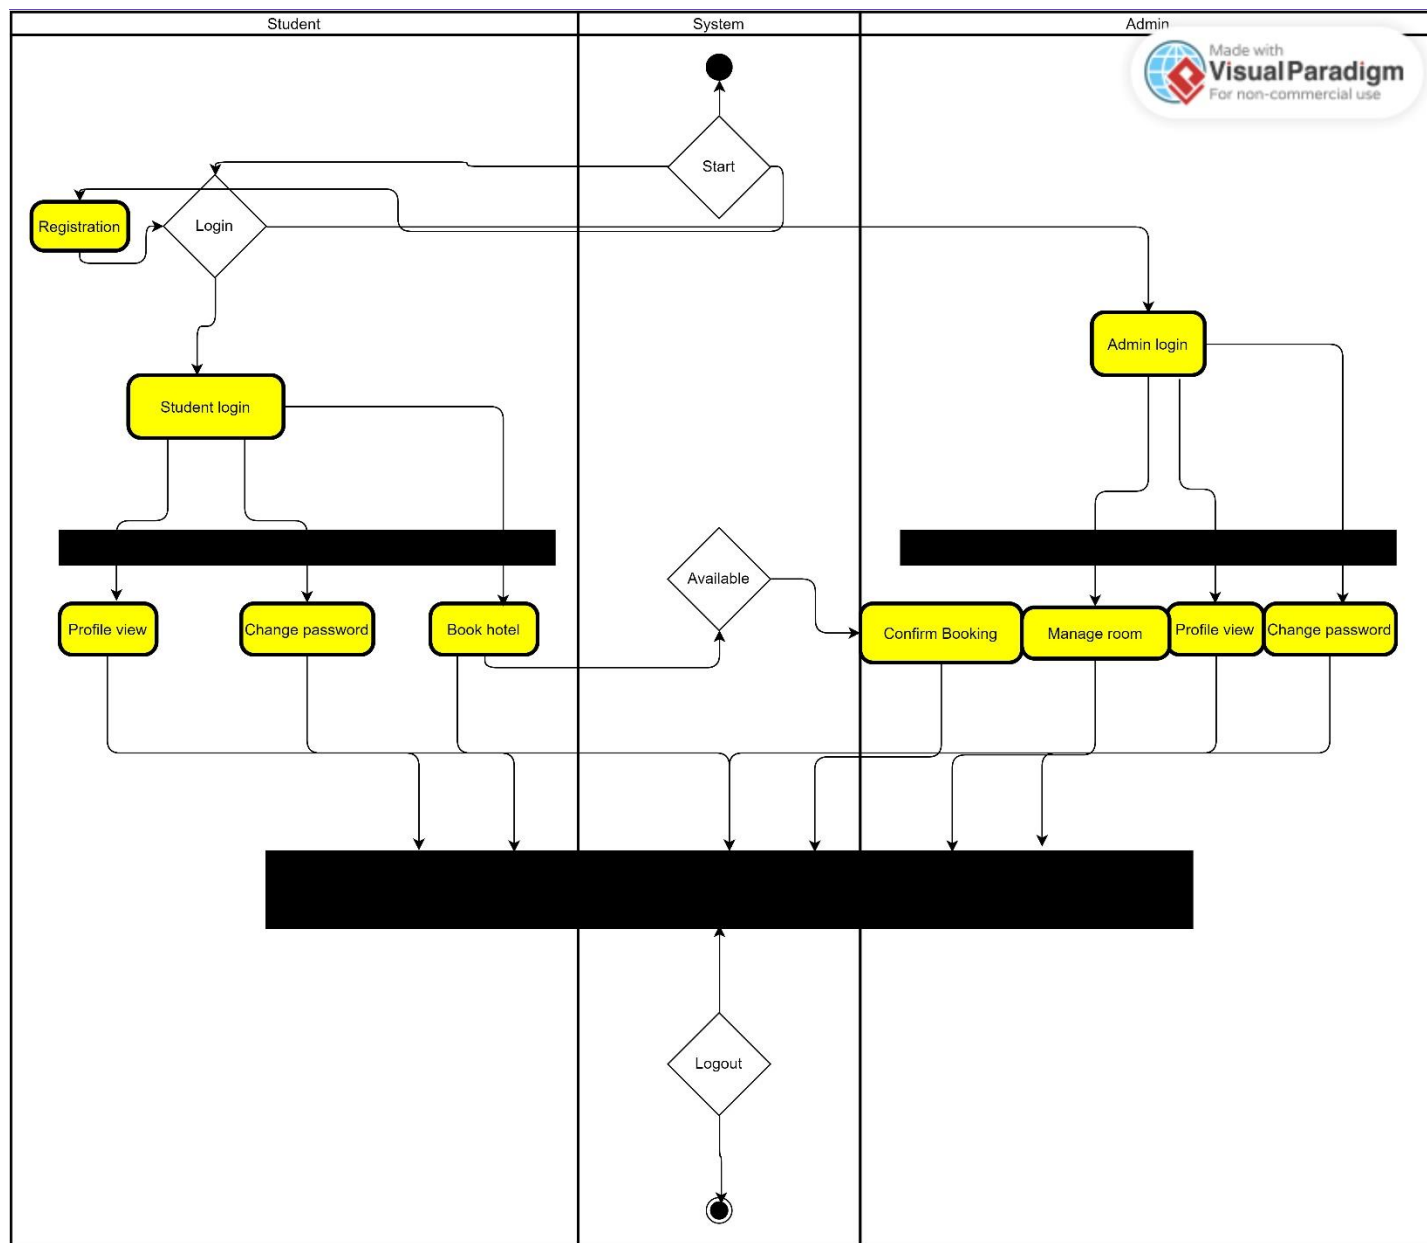 Student
System
Admin
Made with
Visual Paradigm
For non-commercial use
Start
Registration
Login
Admin login
Student login
Available
Profile view
Change password
Book hotel
Confirm Booking
Manage room
Profile view
Change password
Logout